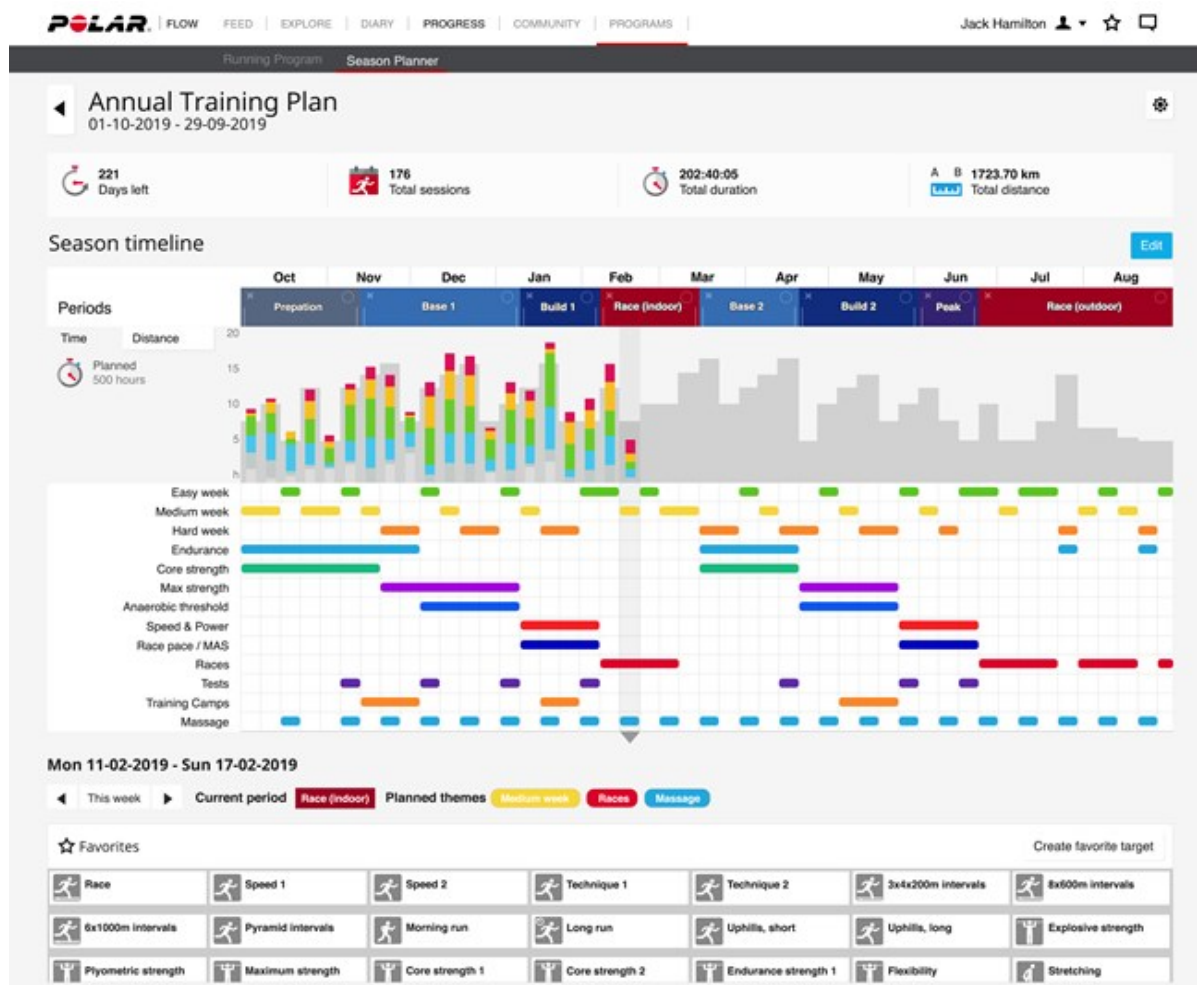 POLAR. FLOW FEED EXPLORE DIARY PROGRESS COMMUNITY PROGRAMS Jack Hamilton
Running Program Season Planner
Annual Training Plan
01-10-2019 - 29-09-2019
221 Days left
176 Total sessions
202:40:05 Total duration
A B 1723.70 km Total distance
Season timeline Edit
Oct Nov Dec Jan Feb Mar Apr May Jun Jul Aug
Periods Prepation Base 1 Build 1 Race (indoor) Base 2 Build 2 Peak Race (outdoor)
Time Distance
Planned
500 hours
20
15
10
5
h
Easy week
Medium week
Hard week
Endurance
Core strength
Max strength
Anaerobic threshold
Speed & Power
Race pace / MAS
Races
Tests
Training Camps
Massage
Mon 11-02-2019 - Sun 17-02-2019
This week Current period Race (Indoor) Planned themes Medium week Races Massage
Favorites Create favorite target
Race Speed 1 Speed 2 Technique 1 Technique 2 3x4x200m intervals 8x600m intervals
6x1000m intervals Pyramid intervals Morning run Long run Uphills, short Uphills, long Explosive strength
Plyometric strength Maximum strength Core strength 1 Core strength 2 Endurance strength 1 Flexibility Stretching